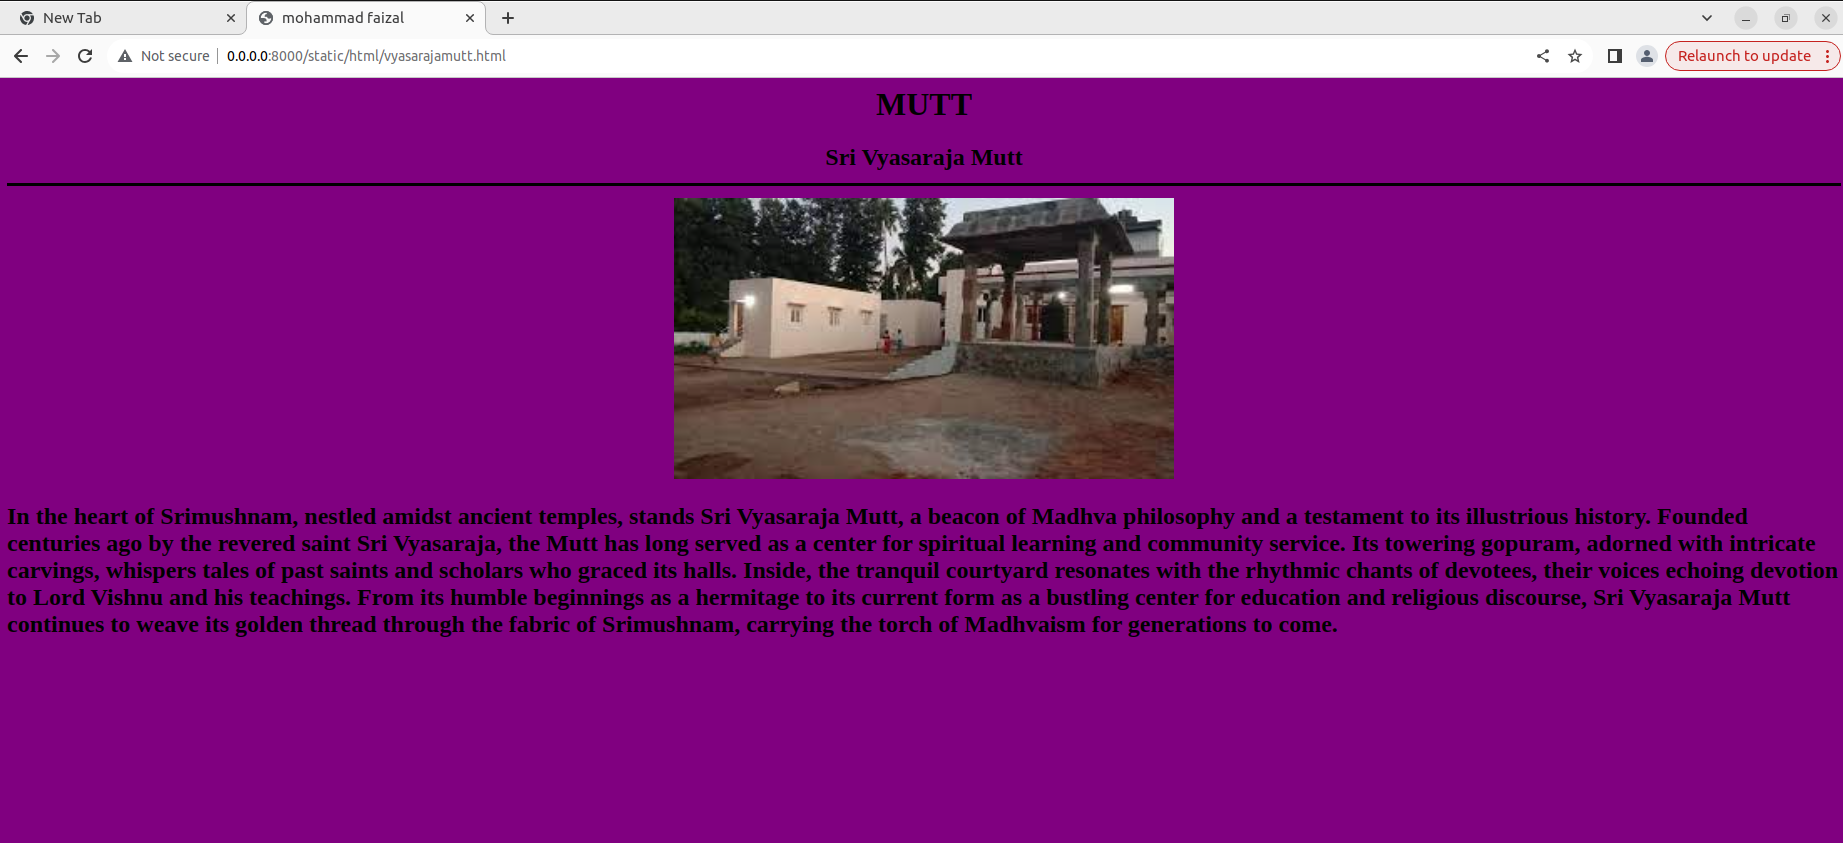 New Tab
mohammad faizal
Not secure
0.0.0.0:8000/static/html/vyasarajamutt.html
Relaunch to update
MUTT
Sri Vyasaraja Mutt
In the heart of Srimushnam, nestled amidst ancient temples, stands Sri Vyasaraja Mutt, a beacon of Madhva philosophy and a testament to its illustrious history. Founded
centuries ago by the revered saint Sri Vyasaraja, the Mutt has long served as a center for spiritual learning and community service. Its towering gopuram, adorned with intricate
carvings, whispers tales of past saints and scholars who graced its halls. Inside, the tranquil courtyard resonates with the rhythmic chants of devotees, their voices echoing devotion
to Lord Vishnu and his teachings. From its humble beginnings as a hermitage to its current form as a bustling center for education and religious discourse, Sri Vyasaraja Mutt
continues to weave its golden thread through the fabric of Srimushnam, carrying the torch of Madhvaism for generations to come.